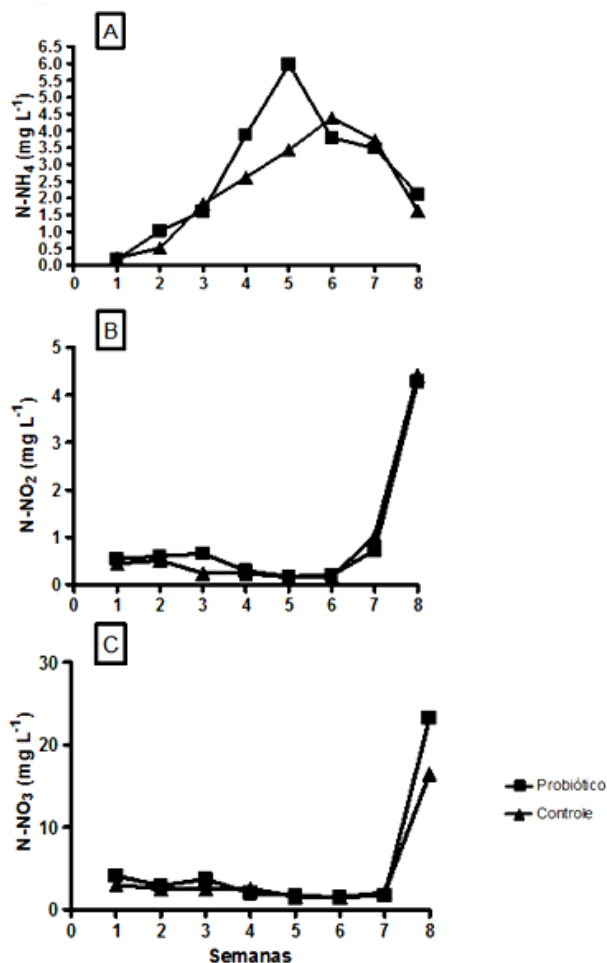 A
N-NH₄ (mg L⁻¹)
6.5
6.0
5.5
5.0
4.5
4.0
3.5
3.0
2.5
2.0
1.5
1.0
0.5
0.0
0 1 2 3 4 5 6 7 8
B
N-NO₂ (mg L⁻¹)
5
4
3
2
1
0
0 1 2 3 4 5 6 7 8
C
N-NO₃ (mg L⁻¹)
30
20
10
0
0 1 2 3 4 5 6 7 8
Semanas
Probiótico
Controle